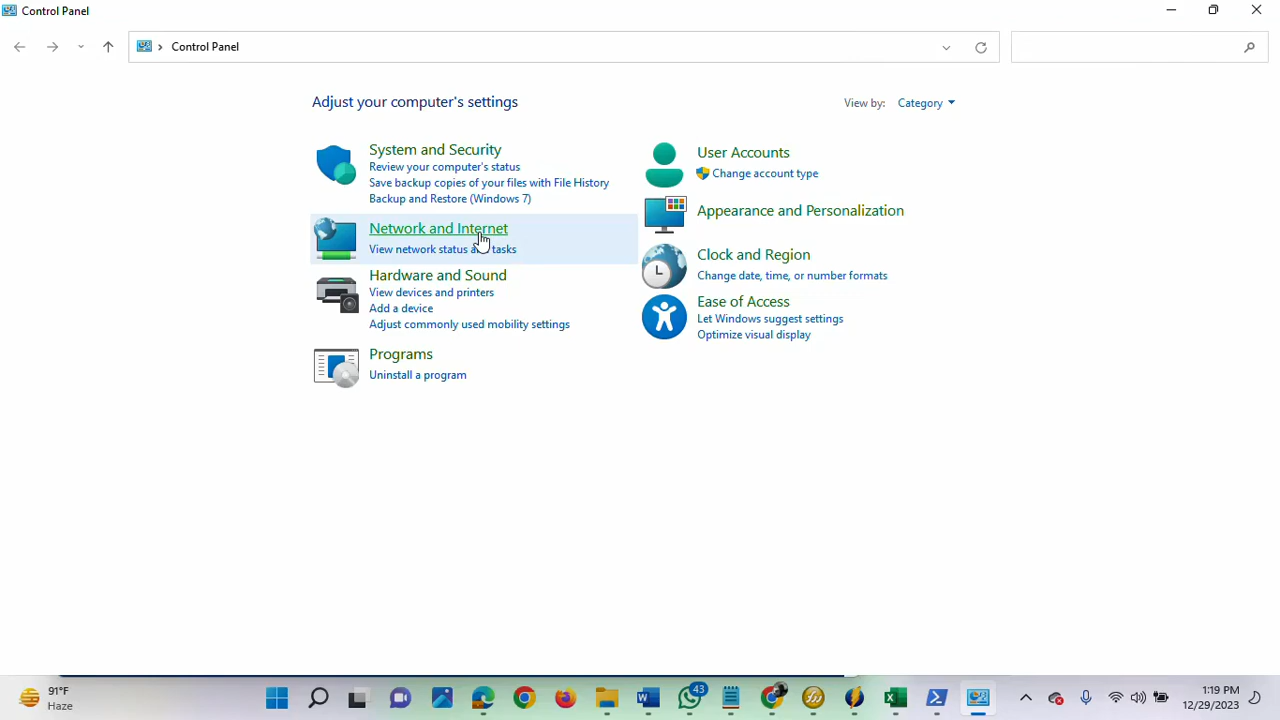 Control Panel
Control Panel
Adjust your computer's settings
View by: Category
System and Security
Review your computer's status
Save backup copies of your files with File History
Backup and Restore (Windows 7)
Network and Internet
View network status and tasks
Hardware and Sound
View devices and printers
Add a device
Adjust commonly used mobility settings
Programs
Uninstall a program
User Accounts
Change account type
Appearance and Personalization
Clock and Region
Change date, time, or number formats
Ease of Access
Let Windows suggest settings
Optimize visual display
91°F
Haze
43
1:19 PM
12/29/2023